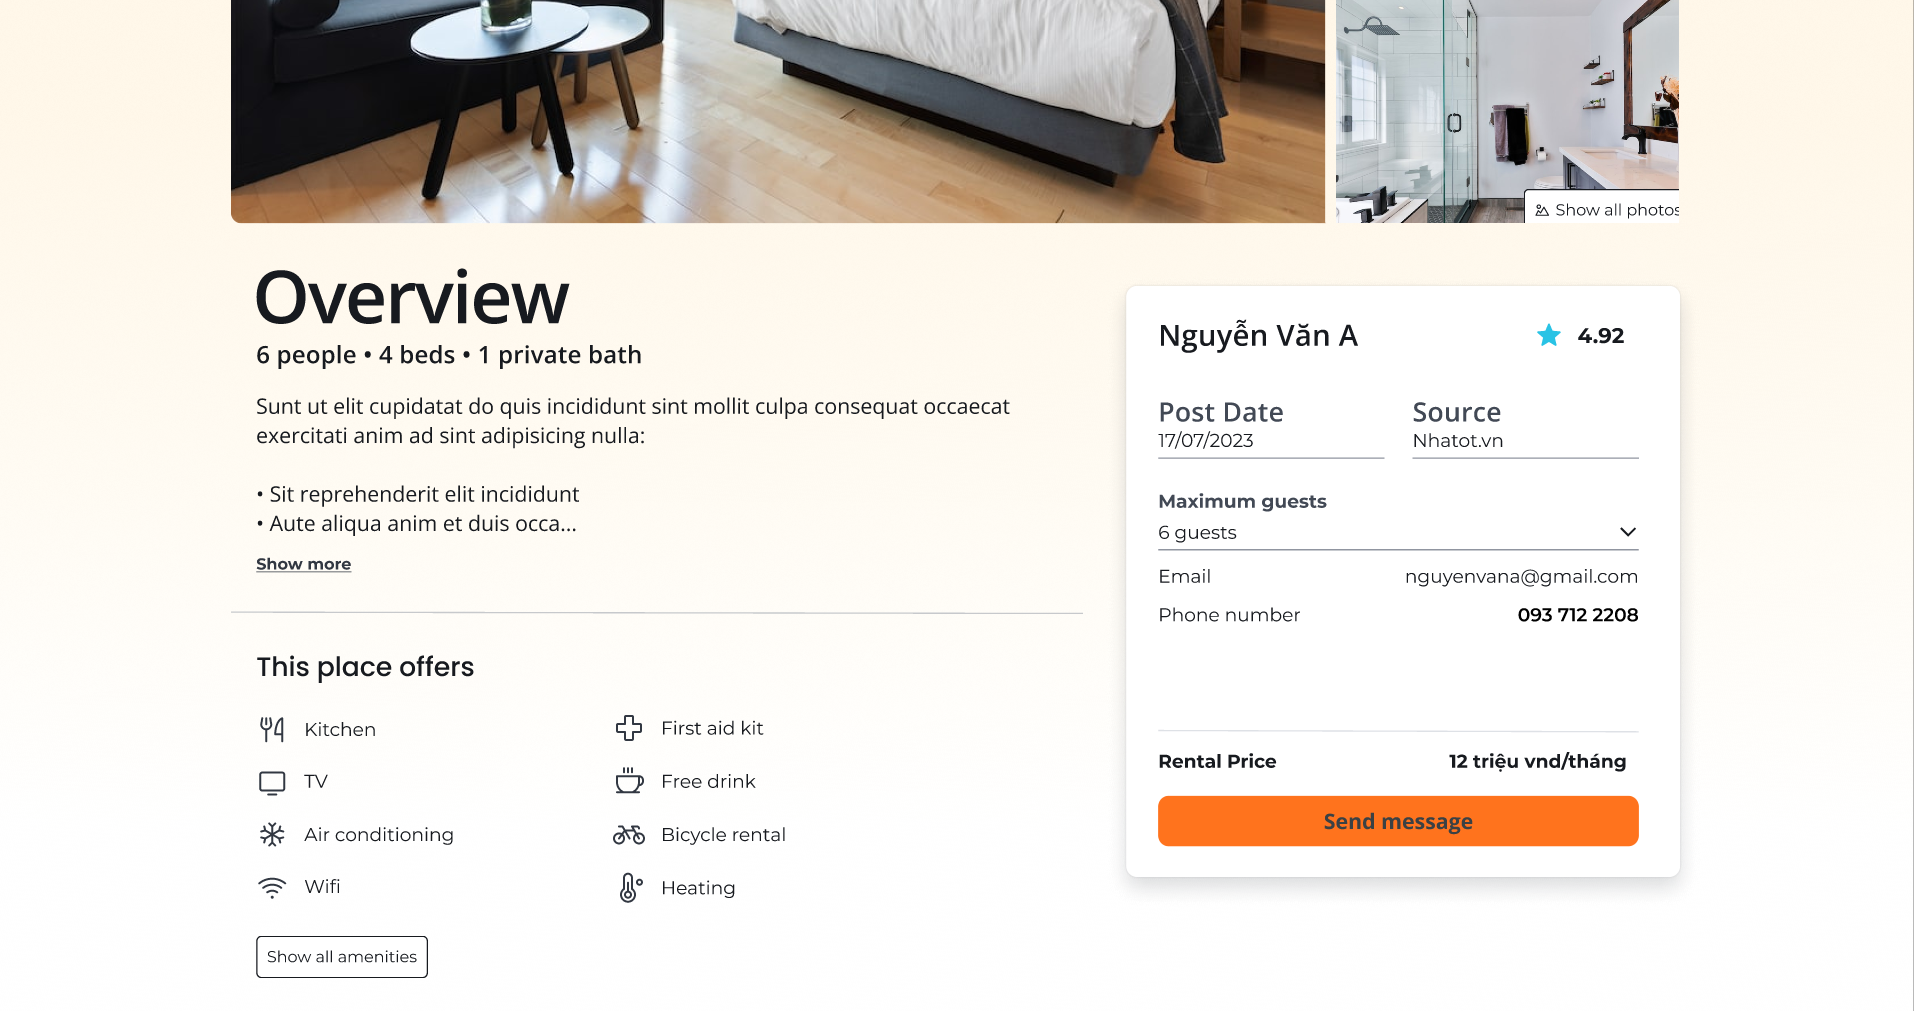 Show all photos
Overview
6 people • 4 beds • 1 private bath
Sunt ut elit cupidatat do quis incididunt sint mollit culpa consequat occaecat
exercitati anim ad sint adipisicing nulla:
• Sit reprehenderit elit incididunt
• Aute aliqua anim et duis occa...
Show more
This place offers
Kitchen
First aid kit
TV
Free drink
Air conditioning
Bicycle rental
Wifi
Heating
Show all amenities
Nguyễn Văn A
4.92
Post Date
17/07/2023
Source
Nhatot.vn
Maximum guests
6 guests
Email
nguyenvana@gmail.com
Phone number
093 712 2208
Rental Price
12 triệu vnd/tháng
Send message